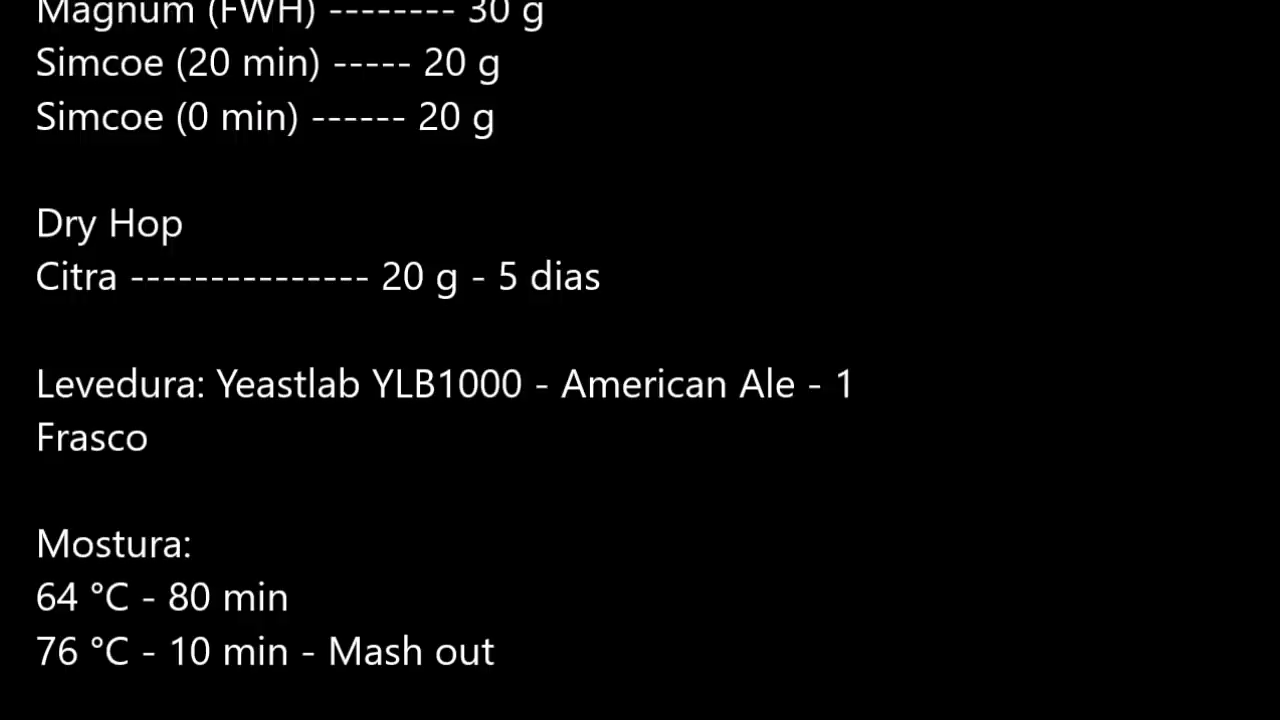 Magnum (FWH) -------- 30 g
Simcoe (20 min) ----- 20 g
Simcoe (0 min) ------ 20 g
Dry Hop
Citra --------------- 20 g - 5 dias
Levedura: Yeastlab YLB1000 - American Ale - 1
Frasco
Mostura:
64 °C - 80 min
76 °C - 10 min - Mash out